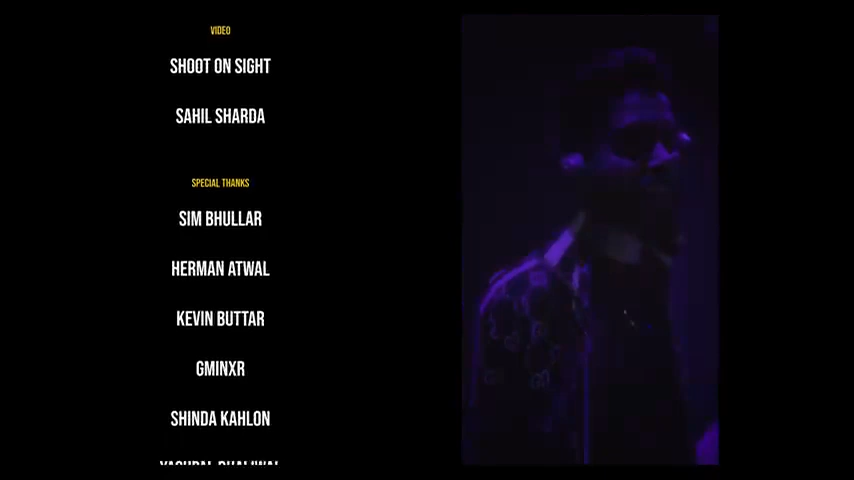 VIDEO
SHOOT ON SIGHT
SAHIL SHARDA
SPECIAL THANKS
SIM BHULLAR
HERMAN ATWAL
KEVIN BUTTAR
GMINXR
SHINDA KAHLON